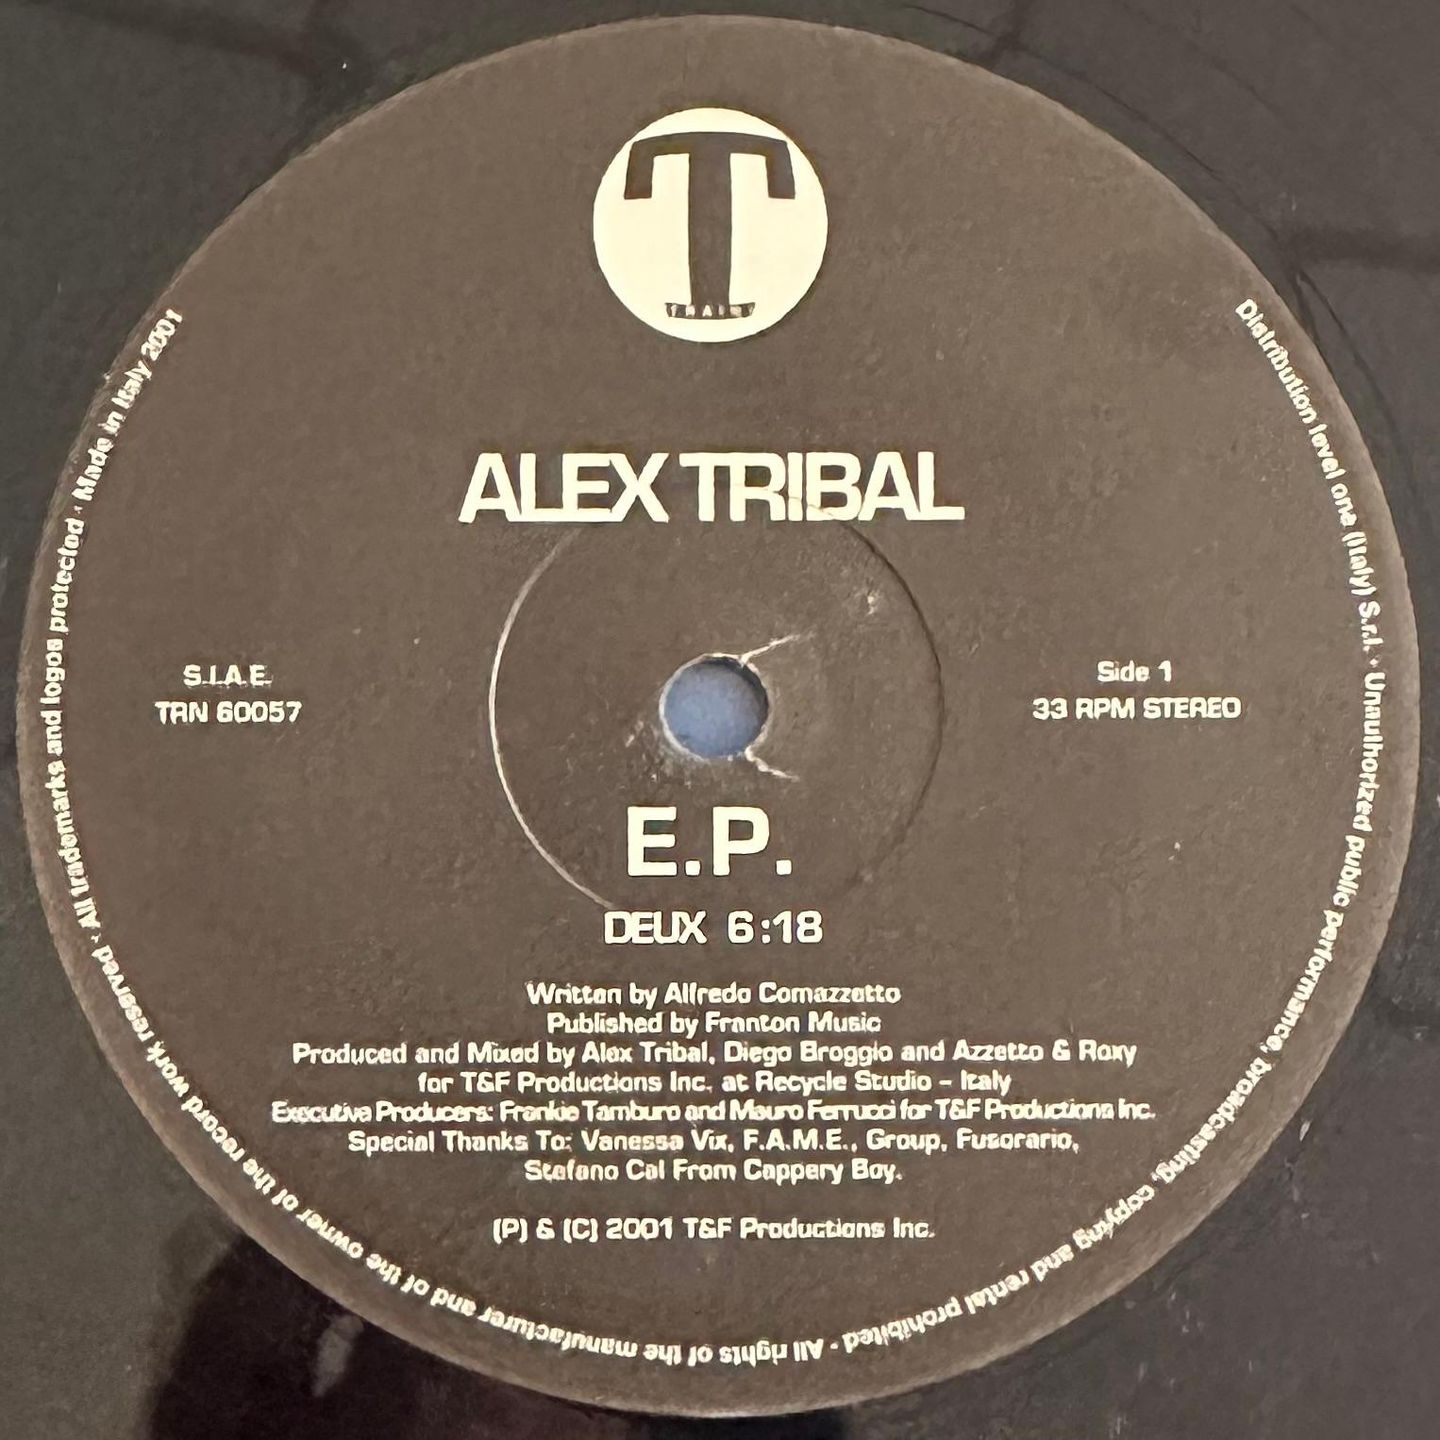 T
TRAIN!
ALEX TRIBAL
S.I.A.E.
TRN 60057
Side 1
33 RPM STEREO
E.P.
DEUX 6:18
Written by Alfredo Comazzetto
Published by Franton Music
Produced and Mixed by Alex Tribal, Diego Broggio and Azzetto & Roxy
for T&F Productions Inc. at Recycle Studio - Italy
Executive Producers: Frankie Tamburo and Mauro Ferrucci for T&F Productions Inc.
Special Thanks To: Vanessa Vix, F.A.M.E., Group, Fusorario,
Stefano Cal From Cappery Boy.
(P) & (C) 2001 T&F Productions Inc.
Distribution level one (Italy) S.r.l. · Unauthorized public performance, broadcasting, copying and rental prohibited · All rights of the manufacturer and of the owner of the record work reserved · All trademarks and logos protected · Made in Italy 2001